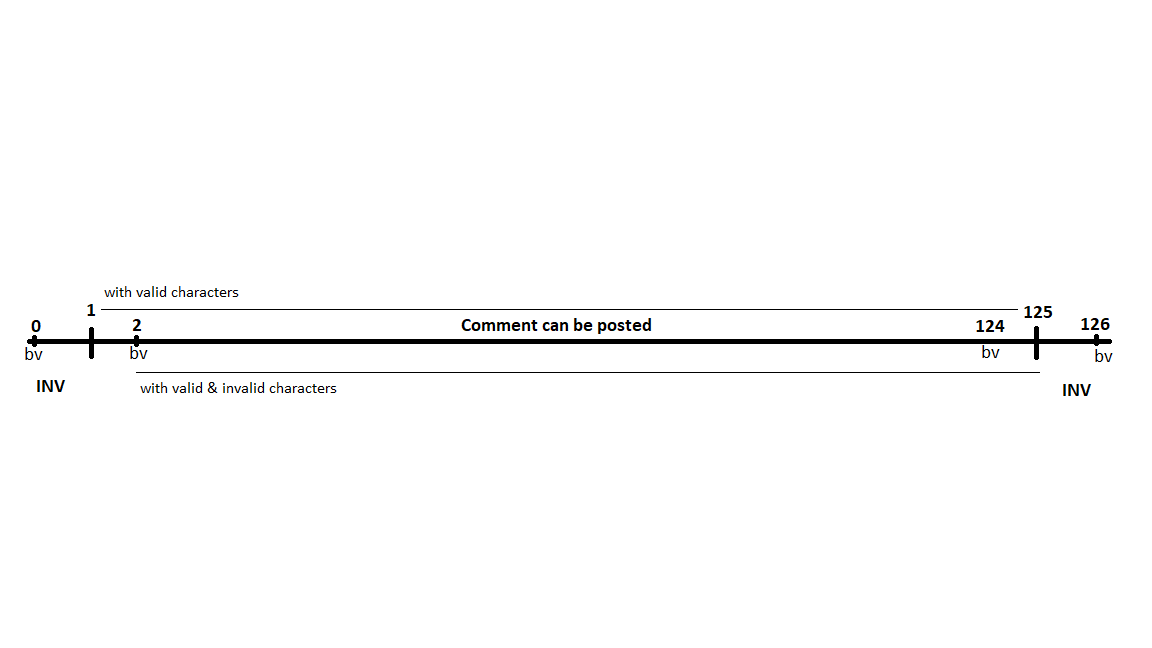 with valid characters
1
125
0
2
Comment can be posted
124
126
bv
bv
bv
bv
INV
with valid & invalid characters
INV